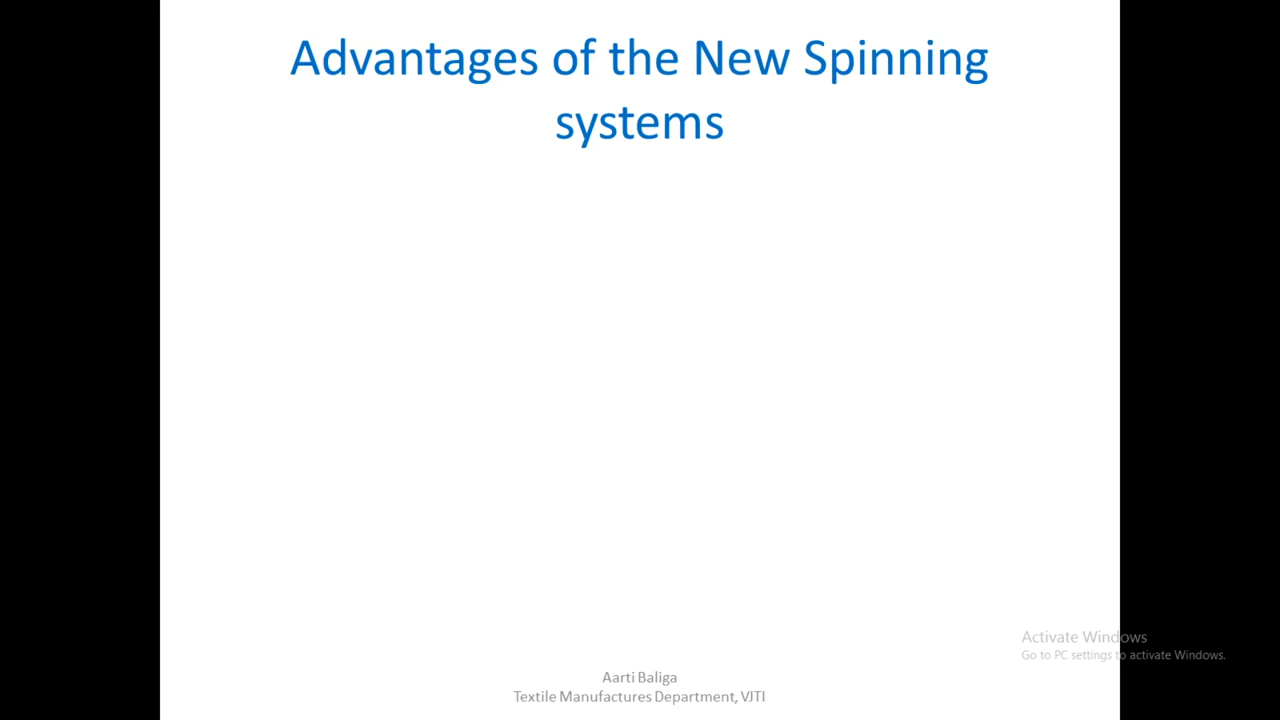 Advantages of the New Spinning
systems
Activate Windows
Go to PC settings to activate Windows.
Aarti Baliga
Textile Manufactures Department, VJTI